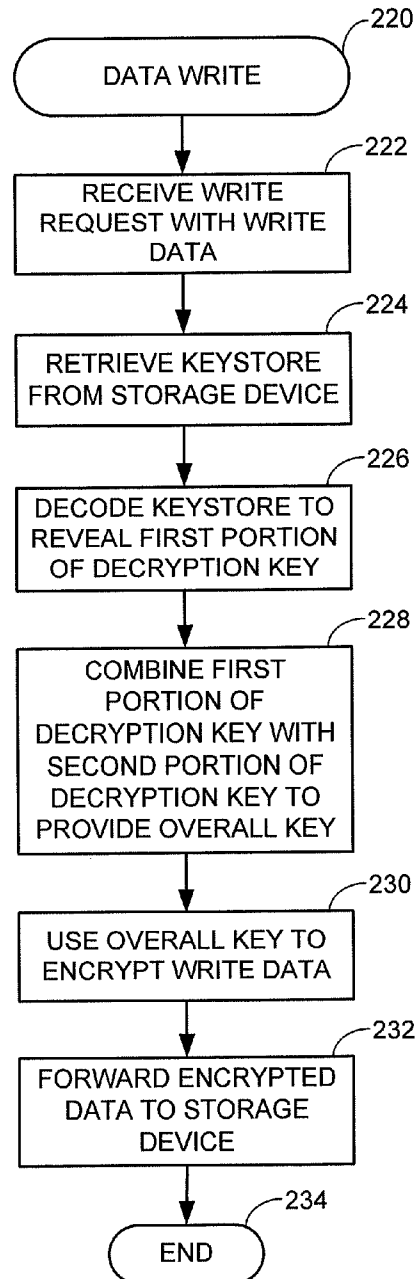 220
DATA WRITE
222
RECEIVE WRITE
REQUEST WITH WRITE
DATA
224
RETRIEVE KEYSTORE
FROM STORAGE DEVICE
226
DECODE KEYSTORE TO
REVEAL FIRST PORTION
OF DECRYPTION KEY
228
COMBINE FIRST
PORTION OF
DECRYPTION KEY WITH
SECOND PORTION OF
DECRYPTION KEY TO
PROVIDE OVERALL KEY
230
USE OVERALL KEY TO
ENCRYPT WRITE DATA
232
FORWARD ENCRYPTED
DATA TO STORAGE
DEVICE
234
END